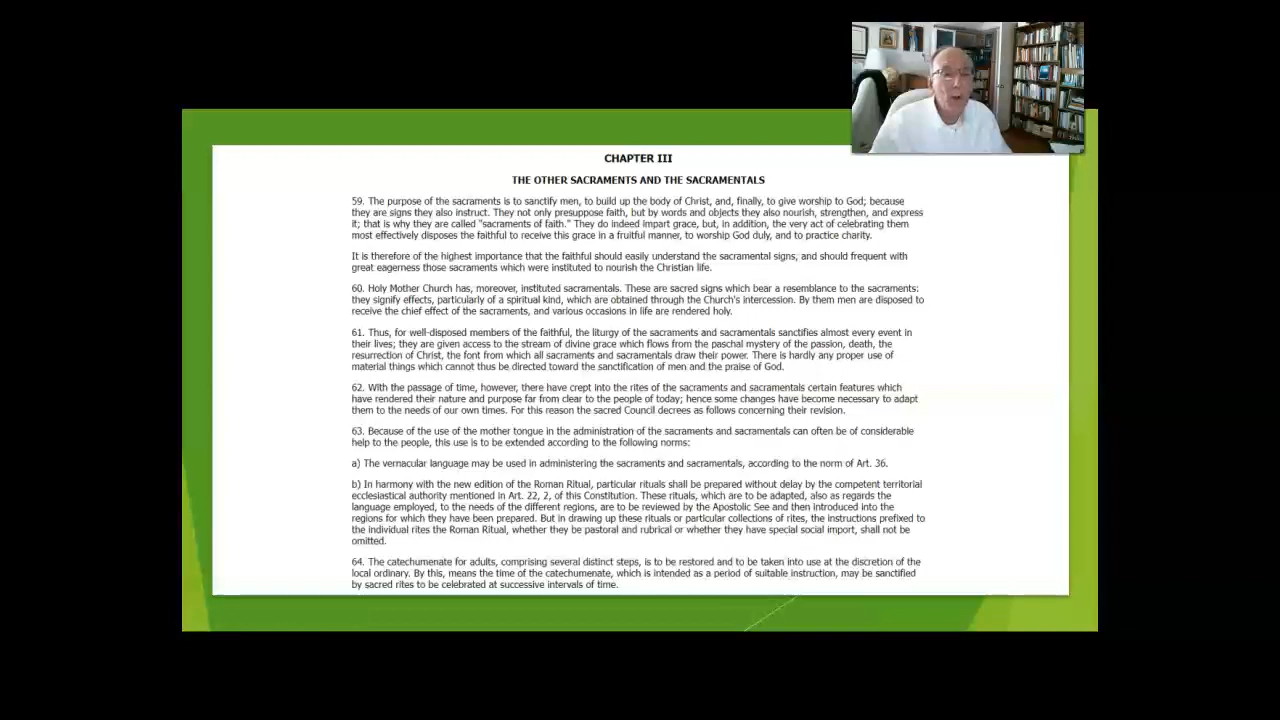 CHAPTER III
THE OTHER SACRAMENTS AND THE SACRAMENTALS
59. The purpose of the sacraments is to sanctify men, to build up the body of Christ, and, finally, to give worship to God; because
they are signs they also instruct. They not only presuppose faith, but by words and objects they also nourish, strengthen, and express
it; that is why they are called "sacraments of faith." They do indeed impart grace, but, in addition, the very act of celebrating them
most effectively disposes the faithful to receive this grace in a fruitful manner, to worship God duly, and to practice charity.
It is therefore of the highest importance that the faithful should easily understand the sacramental signs, and should frequent with
great eagerness those sacraments which were instituted to nourish the Christian life.
60. Holy Mother Church has, moreover, instituted sacramentals. These are sacred signs which bear a resemblance to the sacraments:
they signify effects, particularly of a spiritual kind, which are obtained through the Church's intercession. By them men are disposed to
receive the chief effect of the sacraments, and various occasions in life are rendered holy.
61. Thus, for well-disposed members of the faithful, the liturgy of the sacraments and sacramentals sanctifies almost every event in
their lives; they are given access to the stream of divine grace which flows from the paschal mystery of the passion, death, the
resurrection of Christ, the font from which all sacraments and sacramentals draw their power. There is hardly any proper use of
material things which cannot thus be directed toward the sanctification of men and the praise of God.
62. With the passage of time, however, there have crept into the rites of the sacraments and sacramentals certain features which
have rendered their nature and purpose far from clear to the people of today; hence some changes have become necessary to adapt
them to the needs of our own times. For this reason the sacred Council decrees as follows concerning their revision.
63. Because of the use of the mother tongue in the administration of the sacraments and sacramentals can often be of considerable
help to the people, this use is to be extended according to the following norms:
a) The vernacular language may be used in administering the sacraments and sacramentals, according to the norm of Art. 36.
b) In harmony with the new edition of the Roman Ritual, particular rituals shall be prepared without delay by the competent territorial
ecclesiastical authority mentioned in Art. 22, 2, of this Constitution. These rituals, which are to be adapted, also as regards the
language employed, to the needs of the different regions, are to be reviewed by the Apostolic See and then introduced into the
regions for which they have been prepared. But in drawing up these rituals or particular collections of rites, the instructions prefixed to
the individual rites the Roman Ritual, whether they be pastoral and rubrical or whether they have special social import, shall not be
omitted.
64. The catechumenate for adults, comprising several distinct steps, is to be restored and to be taken into use at the discretion of the
local ordinary. By this, means the time of the catechumenate, which is intended as a period of suitable instruction, may be sanctified
by sacred rites to be celebrated at successive intervals of time.